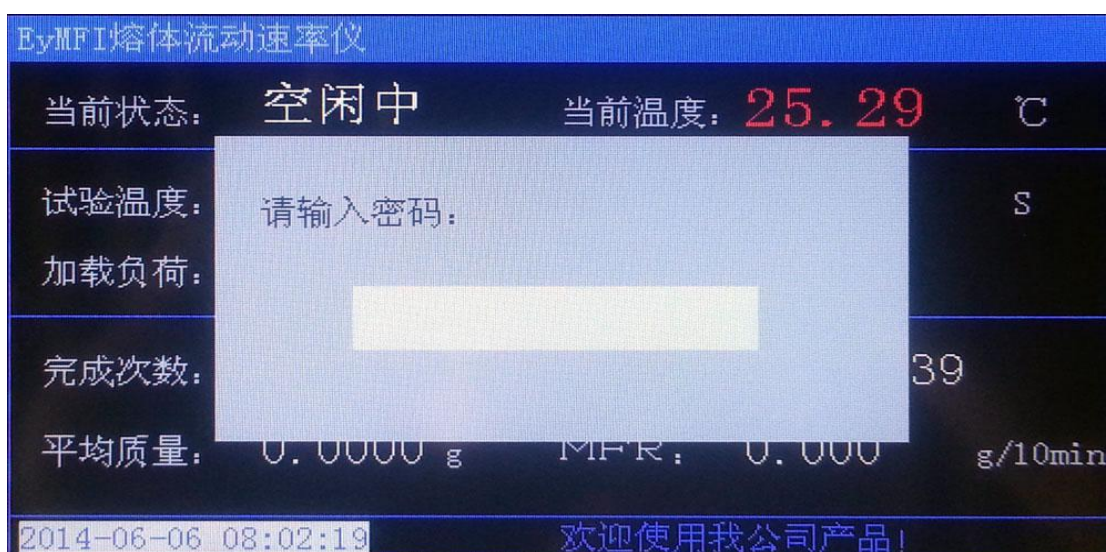 EyMFI熔体流动速率仪
当前状态: 空闲中 当前温度: 25.29 ℃
试验温度: S
请输入密码:
加载负荷:
完成次数: 39
平均质量: 0.0000 g MFR: 0.000 g/10min
2014-06-06 08:02:19 欢迎使用我公司产品!